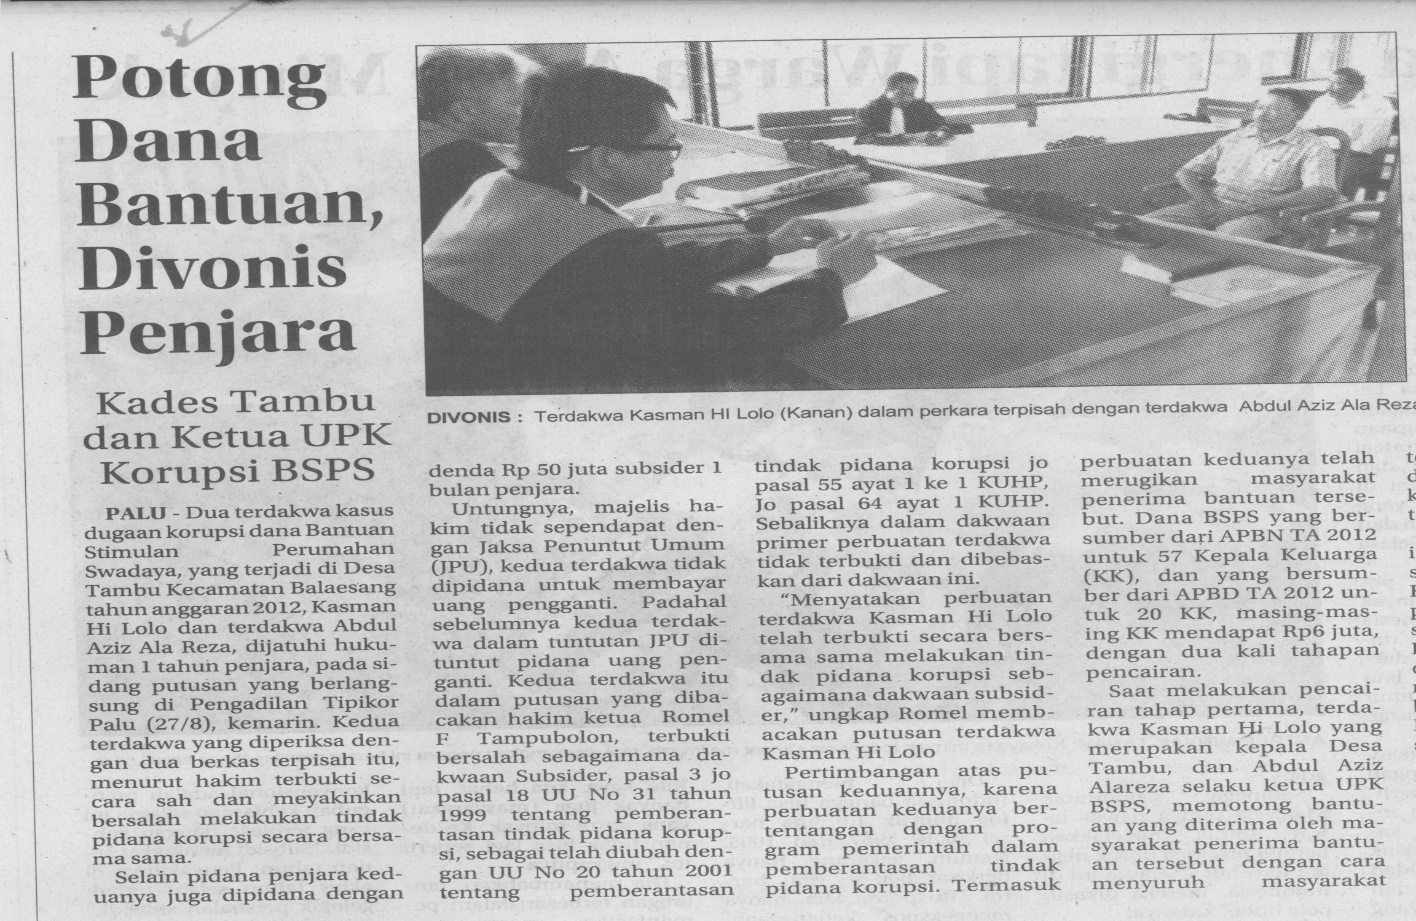 Potong
Dana
Bantuan,
Divonis
Penjara
Kades Tambu
dan Ketua UPK
Korupsi BSPS
DIVONIS : Terdakwa Kasman HI Lolo (Kanan) dalam perkara terpisah dengan terdakwa Abdul Aziz Ala Reza
PALU - Dua terdakwa kasus
dugaan korupsi dana Bantuan
Stimulan Perumahan
Swadaya, yang terjadi di Desa
Tambu Kecamatan Balaesang
tahun anggaran 2012, Kasman
Hi Lolo dan terdakwa Abdul
Aziz Ala Reza, dijatuhi huku-
man 1 tahun penjara, pada si-
dang putusan yang berlang-
sung di Pengadilan Tipikor
Palu (27/8), kemarin. Kedua
terdakwa yang diperiksa den-
gan dua berkas terpisah itu,
menurut hakim terbukti se-
cara sah dan meyakinkan
bersalah melakukan tindak
pidana korupsi secara bersa-
ma sama.
Selain pidana penjara ked-
uanya juga dipidana dengan
denda Rp 50 juta subsider 1
bulan penjara.
Untungnya, majelis ha-
kim tidak sependapat den-
gan Jaksa Penuntut Umum
(JPU), kedua terdakwa tidak
dipidana untuk membayar
uang pengganti. Padahal
sebelumnya kedua terdak-
wa dalam tuntutan JPU di-
tuntut pidana uang pen-
ganti. Kedua terdakwa itu
dalam putusan yang diba-
cakan hakim ketua Romel
F Tampubolon, terbukti
bersalah sebagaimana da-
kwaan Subsider, pasal 3 jo
pasal 18 UU No 31 tahun
1999 tentang pemberan-
tasan tindak pidana korup-
si, sebagai telah diubah den-
gan UU No 20 tahun 2001
tentang pemberantasan
tindak pidana korupsi jo
pasal 55 ayat 1 ke 1 KUHP,
Jo pasal 64 ayat 1 KUHP.
Sebaliknya dalam dakwaan
primer perbuatan terdakwa
tidak terbukti dan dibebas-
kan dari dakwaan ini.
"Menyatakan perbuatan
terdakwa Kasman Hi Lolo
telah terbukti secara bers-
ama sama melakukan tin-
dak pidana korupsi seb-
agaimana dakwaan subsid-
er," ungkap Romel memb-
acakan putusan terdakwa
Kasman Hi Lolo
Pertimbangan atas pu-
tusan keduannya, karena
perbuatan keduanya ber-
tentangan dengan pro-
gram pemerintah dalam
pemberantasan tindak
pidana korupsi. Termasuk
perbuatan keduanya telah
merugikan masyarakat
penerima bantuan terse-
but. Dana BSPS yang ber-
sumber dari APBN TA 2012
untuk 57 Kepala Keluarga
(KK), dan yang bersum-
ber dari APBD TA 2012 un-
tuk 20 KK, masing-mas-
ing KK mendapat Rp6 juta,
dengan dua kali tahapan
pencairan.
Saat melakukan pencai-
ran tahap pertama, terda-
kwa Kasman Hi Lolo yang
merupakan kepala Desa
Tambu, dan Abdul Aziz
Alareza selaku ketua UPK
BSPS, memotong bantu-
an yang diterima oleh ma-
syarakat penerima bantu-
an tersebut dengan cara
menyuruh masyarakat